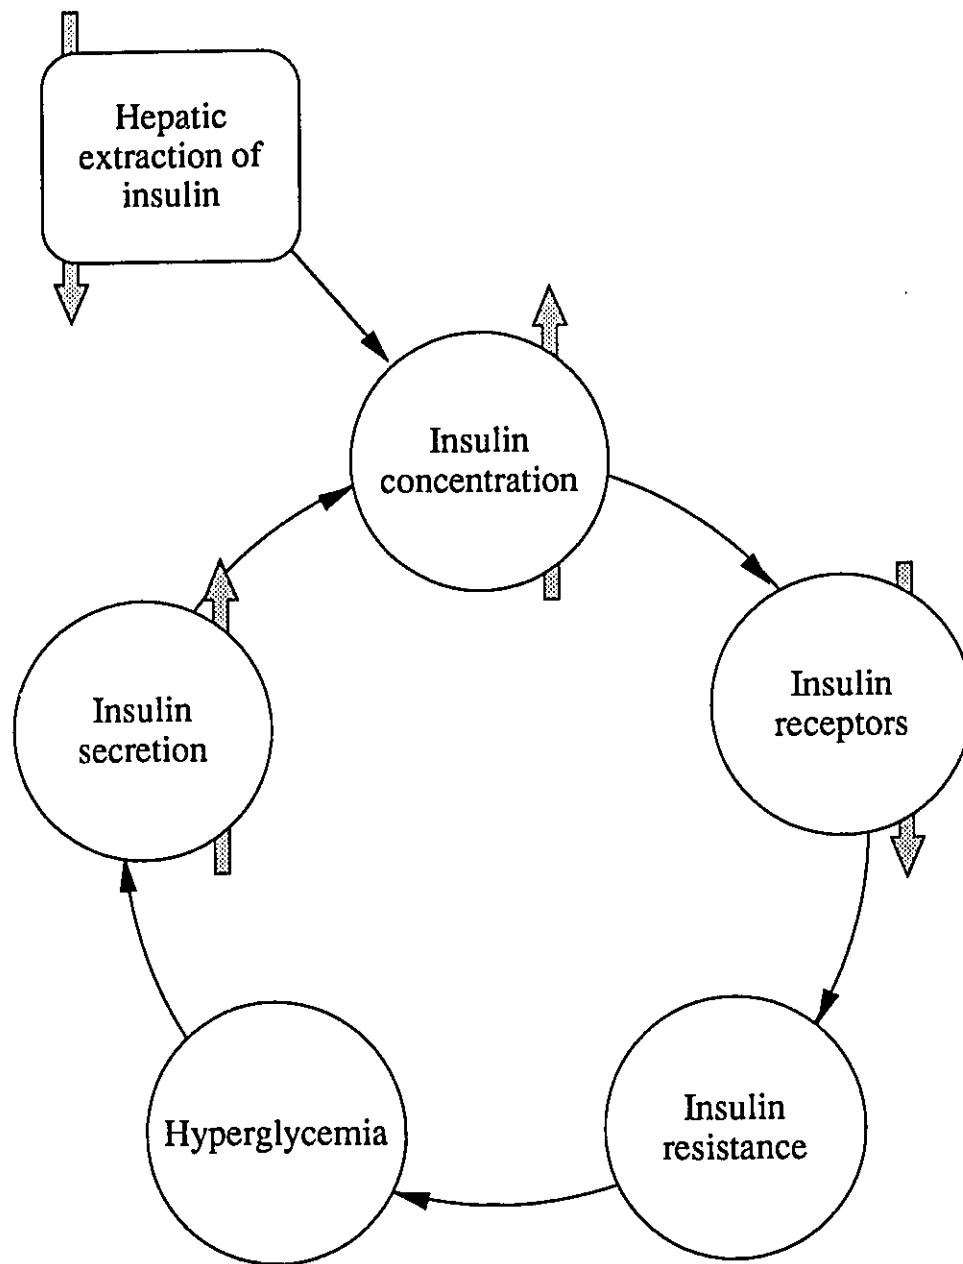 Hepatic
extraction of
insulin
Insulin
concentration
Insulin
receptors
Insulin
resistance
Hyperglycemia
Insulin
secretion